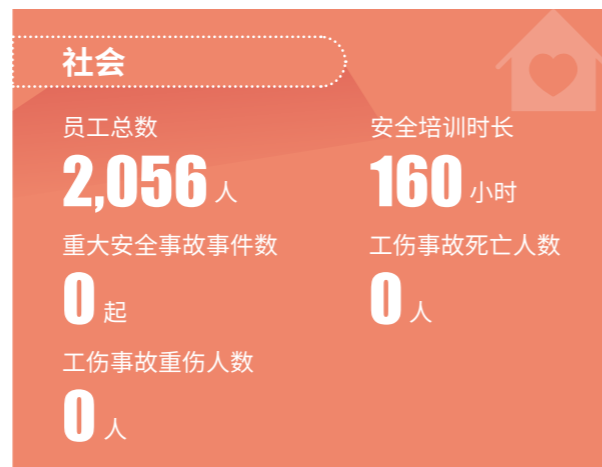 社会
员工总数
2,056 人
安全培训时长
160 小时
重大安全事故事件数
0 起
工伤事故死亡人数
0 人
工伤事故重伤人数
0 人